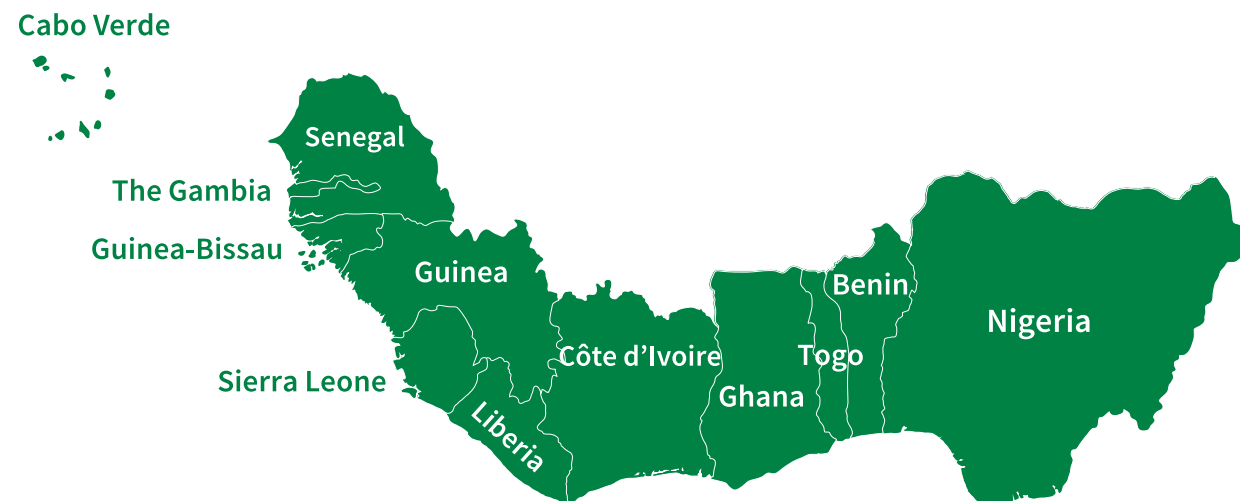 Cabo Verde
Senegal
The Gambia
Guinea-Bissau
Guinea
Benin
Nigeria
Côte d’Ivoire
Togo
Sierra Leone
Ghana
Liberia